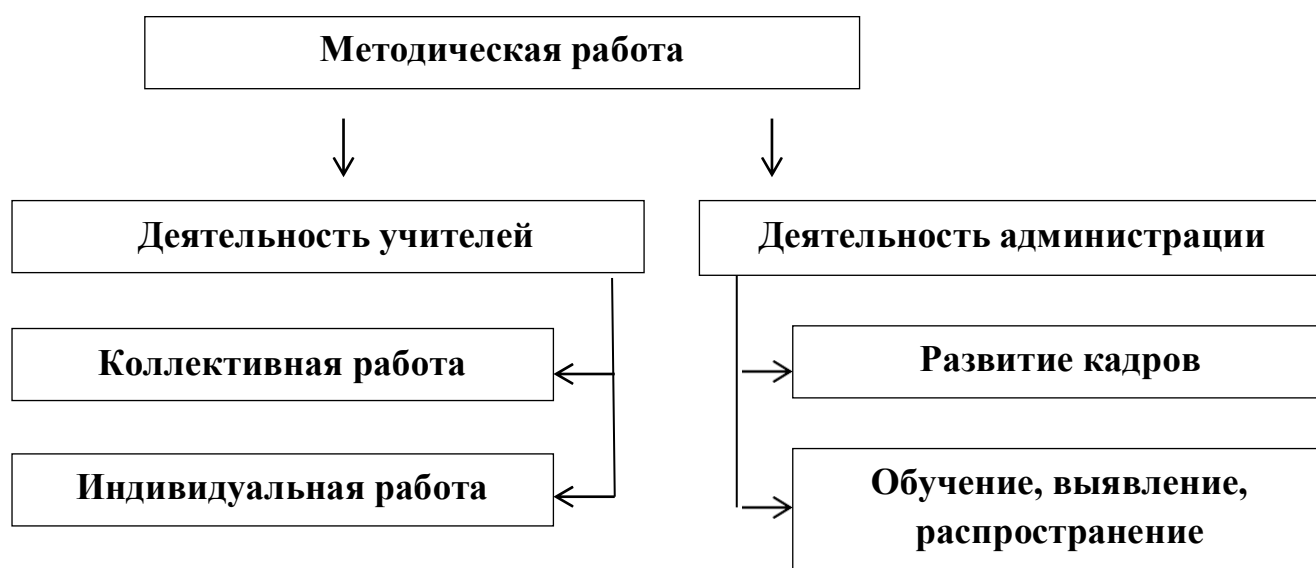 Методическая работа
Деятельность учителей
Деятельность администрации
Коллективная работа
Развитие кадров
Индивидуальная работа
Обучение, выявление,
распространение